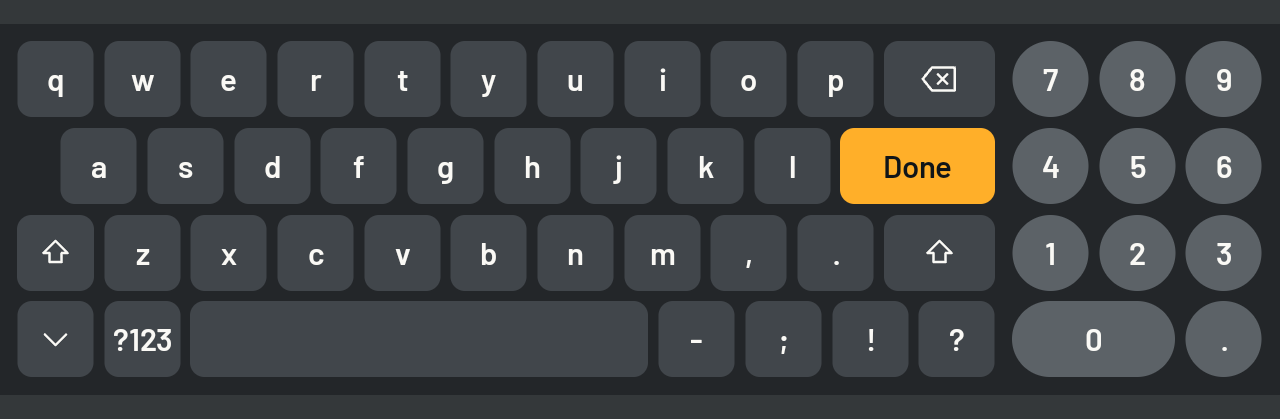 q w e r t y u i o p 7 8 9
a s d f g h j k l Done 4 5 6
z x c v b n m , . 1 2 3
?123 - ; ! ? 0 .